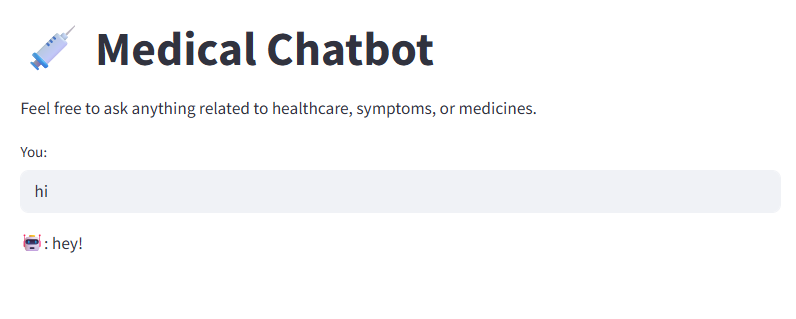 Medical Chatbot
Feel free to ask anything related to healthcare, symptoms, or medicines.
You:
hi
: hey!